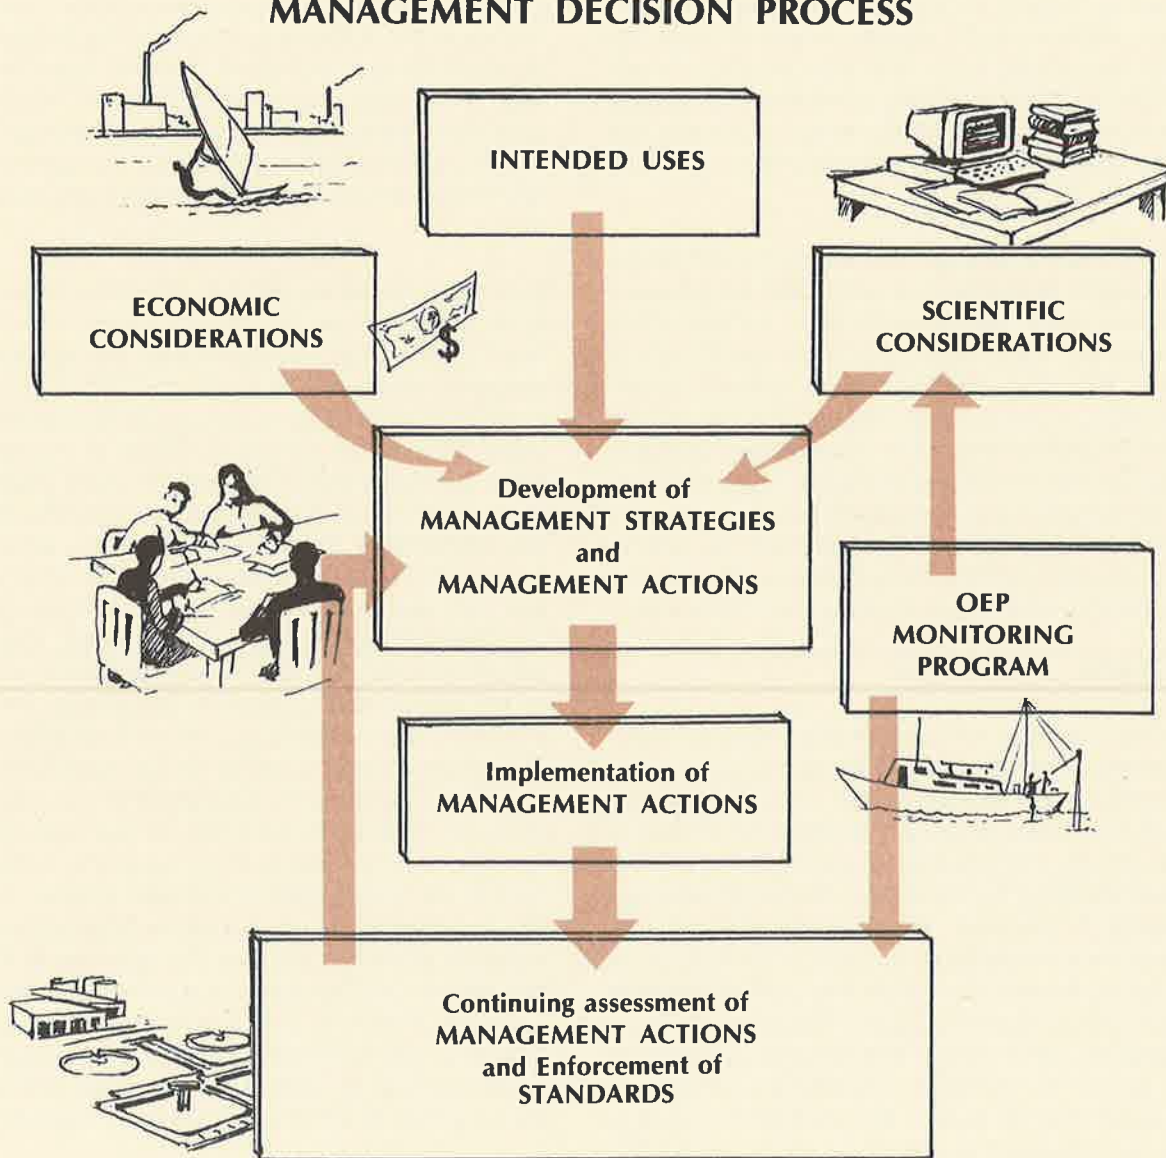 MANAGEMENT DECISION PROCESS
INTENDED USES
ECONOMIC
CONSIDERATIONS
$
SCIENTIFIC
CONSIDERATIONS
Development of
MANAGEMENT STRATEGIES
and
MANAGEMENT ACTIONS
OEP
MONITORING
PROGRAM
Implementation of
MANAGEMENT ACTIONS
Continuing assessment of
MANAGEMENT ACTIONS
and Enforcement of
STANDARDS